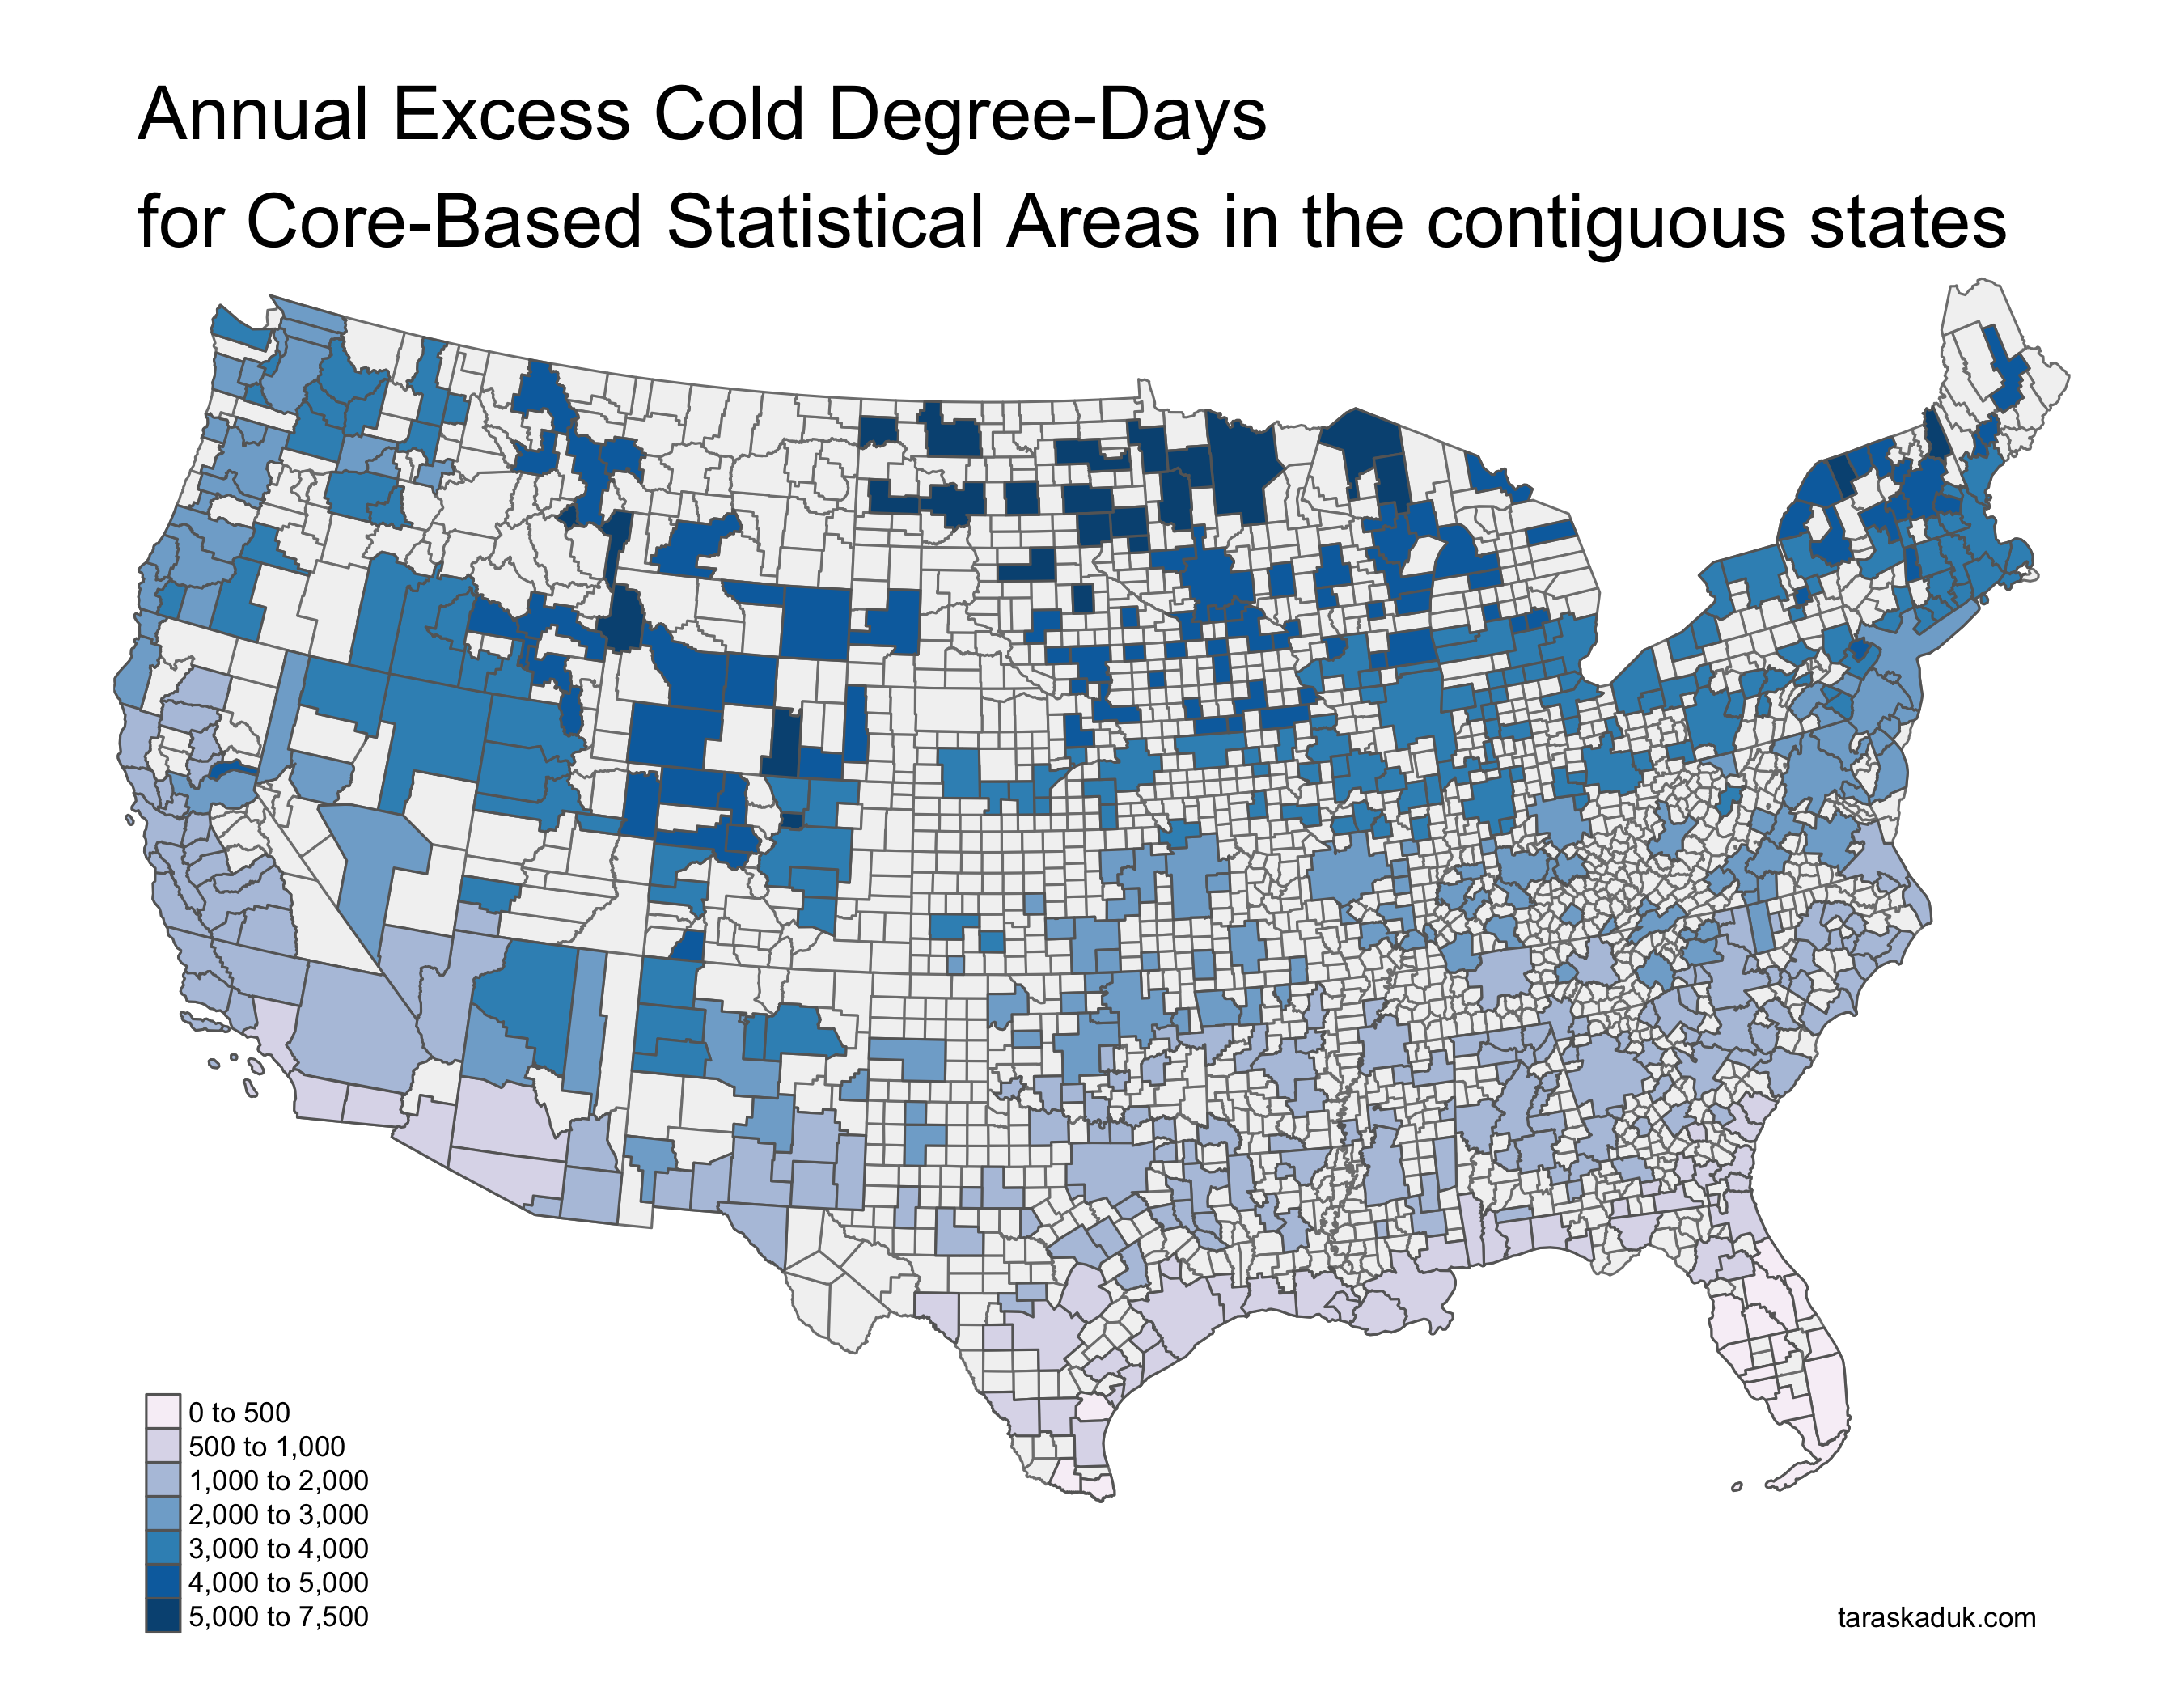 Annual Excess Cold Degree-Days
for Core-Based Statistical Areas in the contiguous states
0 to 500
500 to 1,000
1,000 to 2,000
2,000 to 3,000
3,000 to 4,000
4,000 to 5,000
5,000 to 7,500
taraskaduk.com